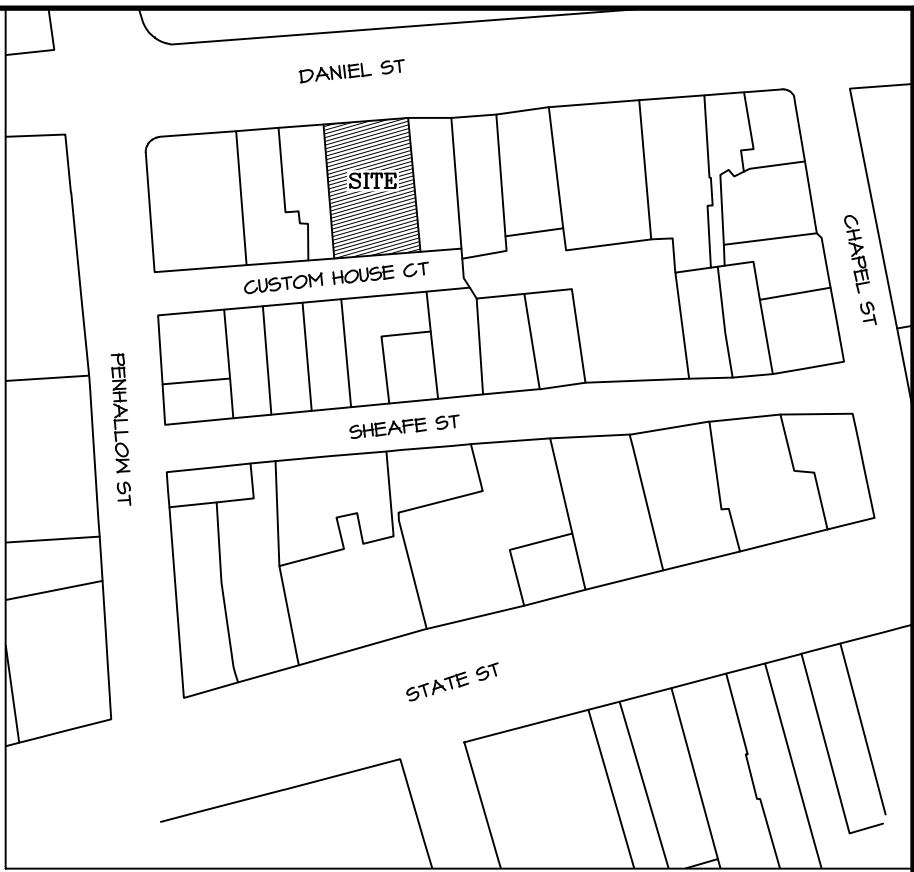 DANIEL ST
SITE
CUSTOM HOUSE CT
CHAPEL ST
PENHALLOW ST
SHEAFE ST
STATE ST